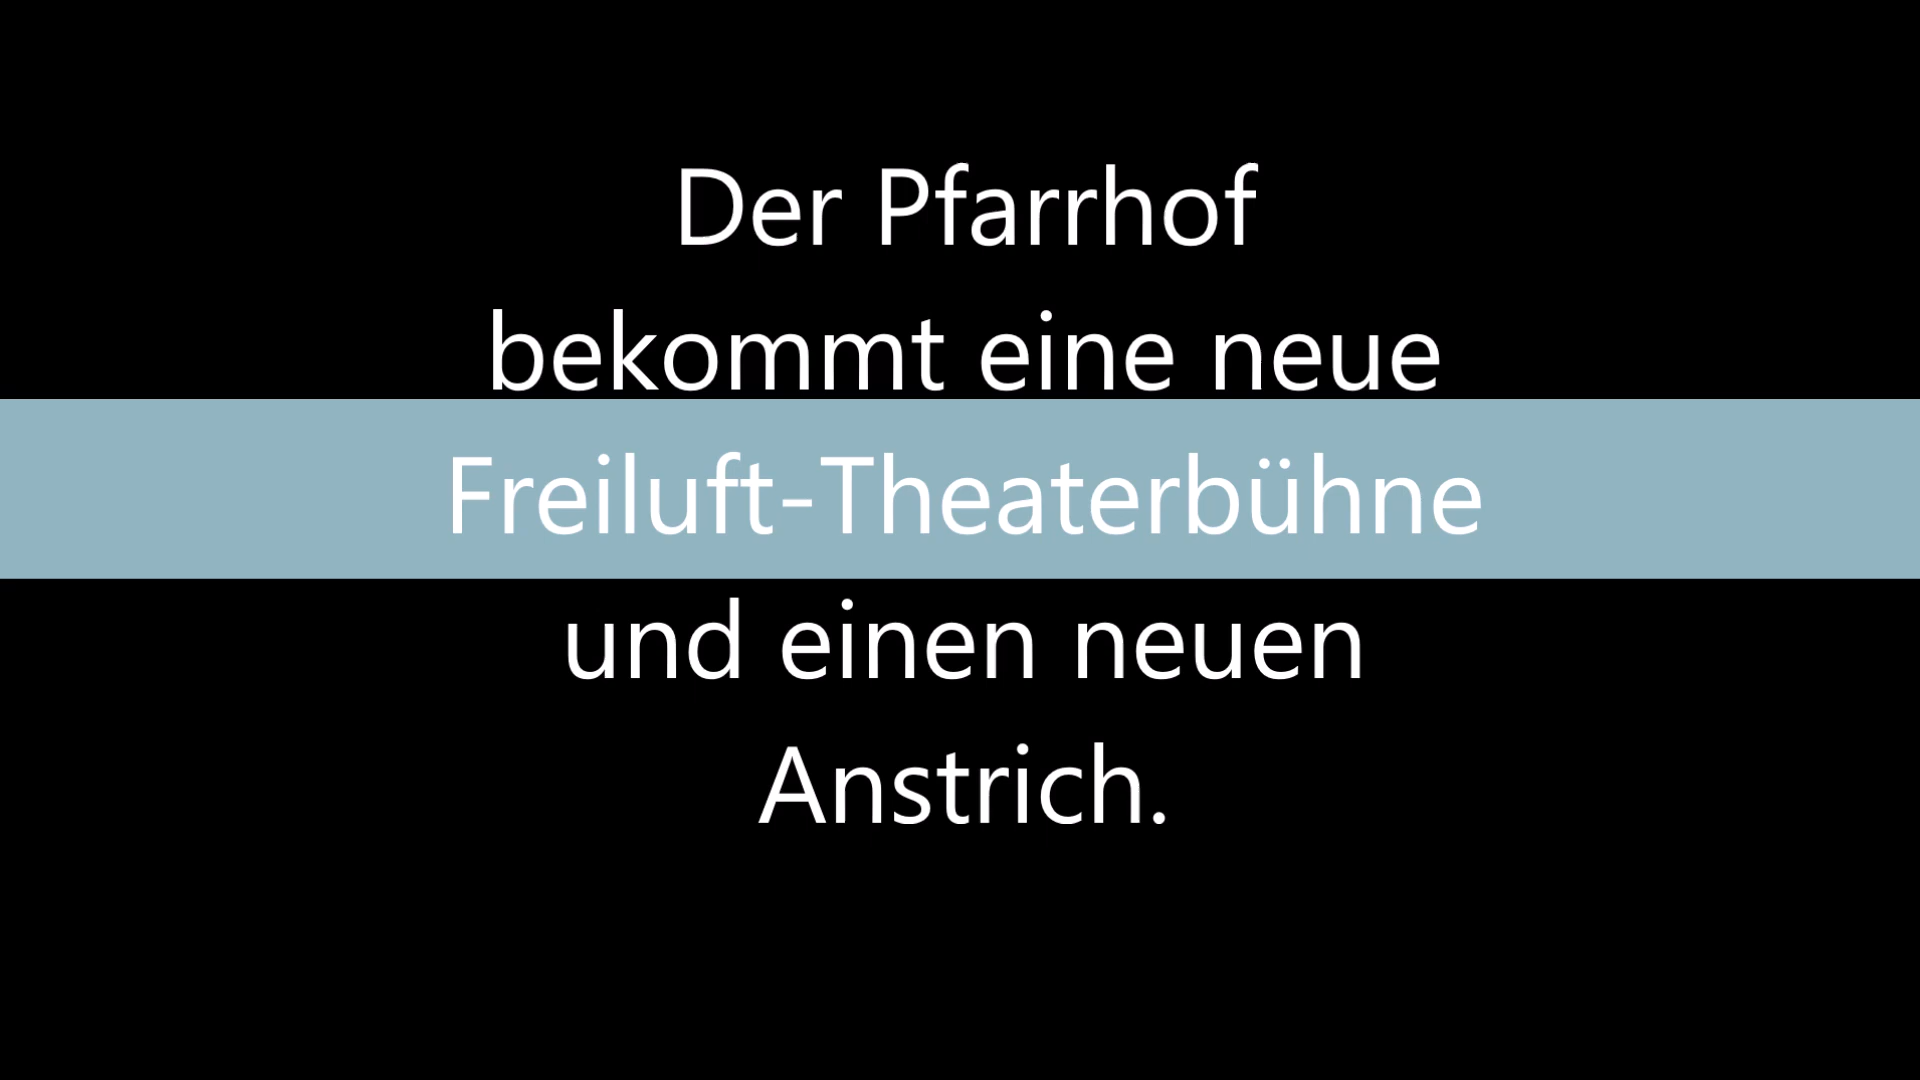 Der Pfarrhof
bekommt eine neue
Freiluft-Theaterbühne
und einen neuen
Anstrich.